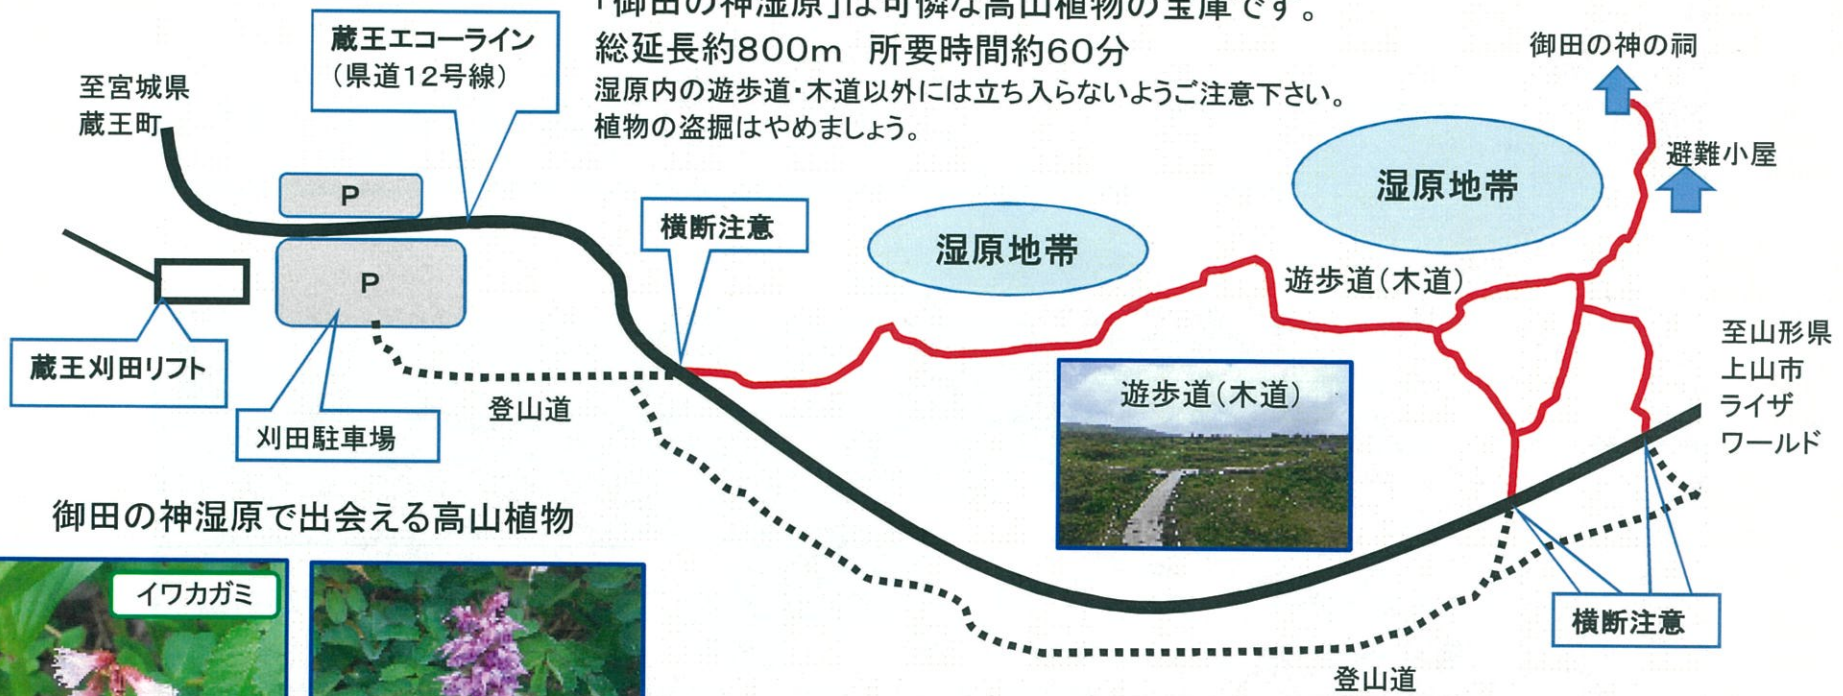 「御田の神湿原」は可憐な高山植物の宝庫です。
総延長約800m 所要時間約60分
湿原内の遊歩道・木道以外には立ち入らないようご注意下さい。
植物の盗掘はやめましょう。
蔵王エコーライン
（県道12号線）
至宮城県
蔵王町
P
P
横断注意
湿原地帯
湿原地帯
御田の神の祠
避難小屋
遊歩道（木道）
蔵王刈田リフト
刈田駐車場
登山道
遊歩道（木道）
至山形県
上山市
ライザ
ワールド
横断注意
登山道
御田の神湿原で出会える高山植物
イワカガミ